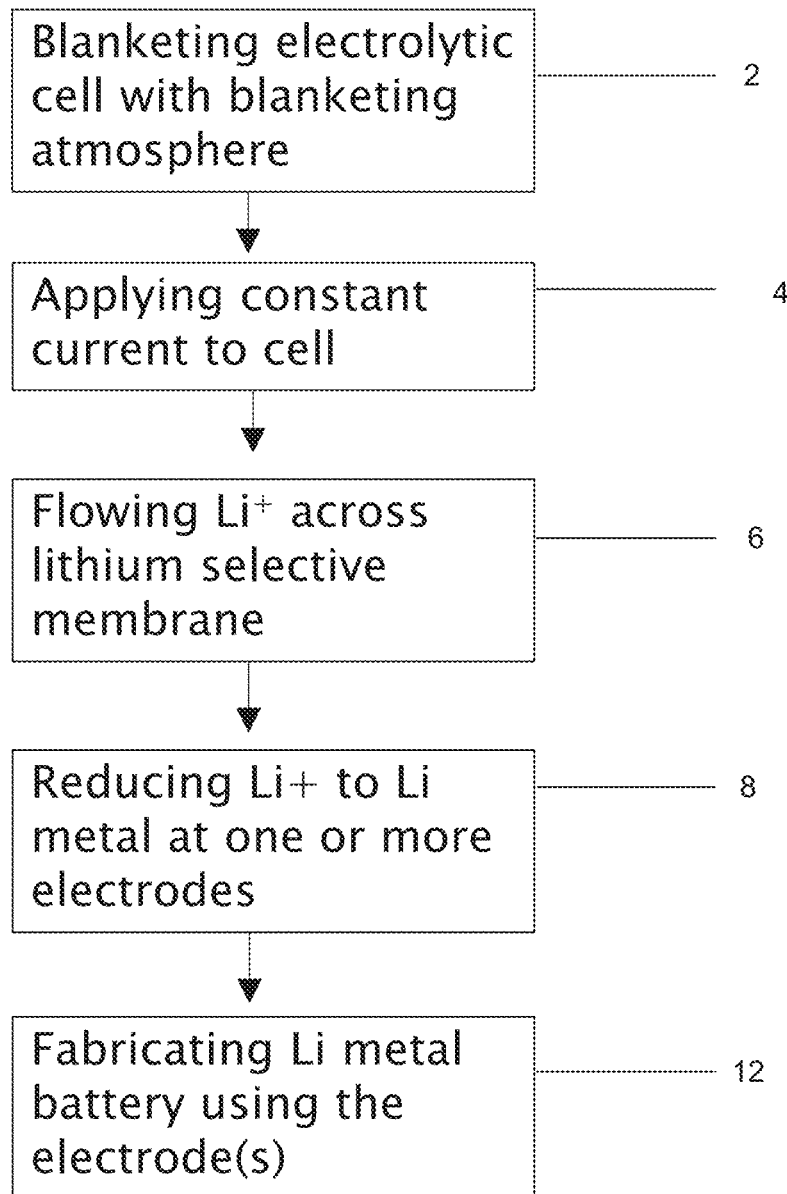 Blanketing electrolytic
cell with blanketing
atmosphere
2
Applying constant
current to cell
4
Flowing Li⁺ across
lithium selective
membrane
6
Reducing Li+ to Li
metal at one or more
electrodes
8
Fabricating Li metal
battery using the
electrode(s)
12